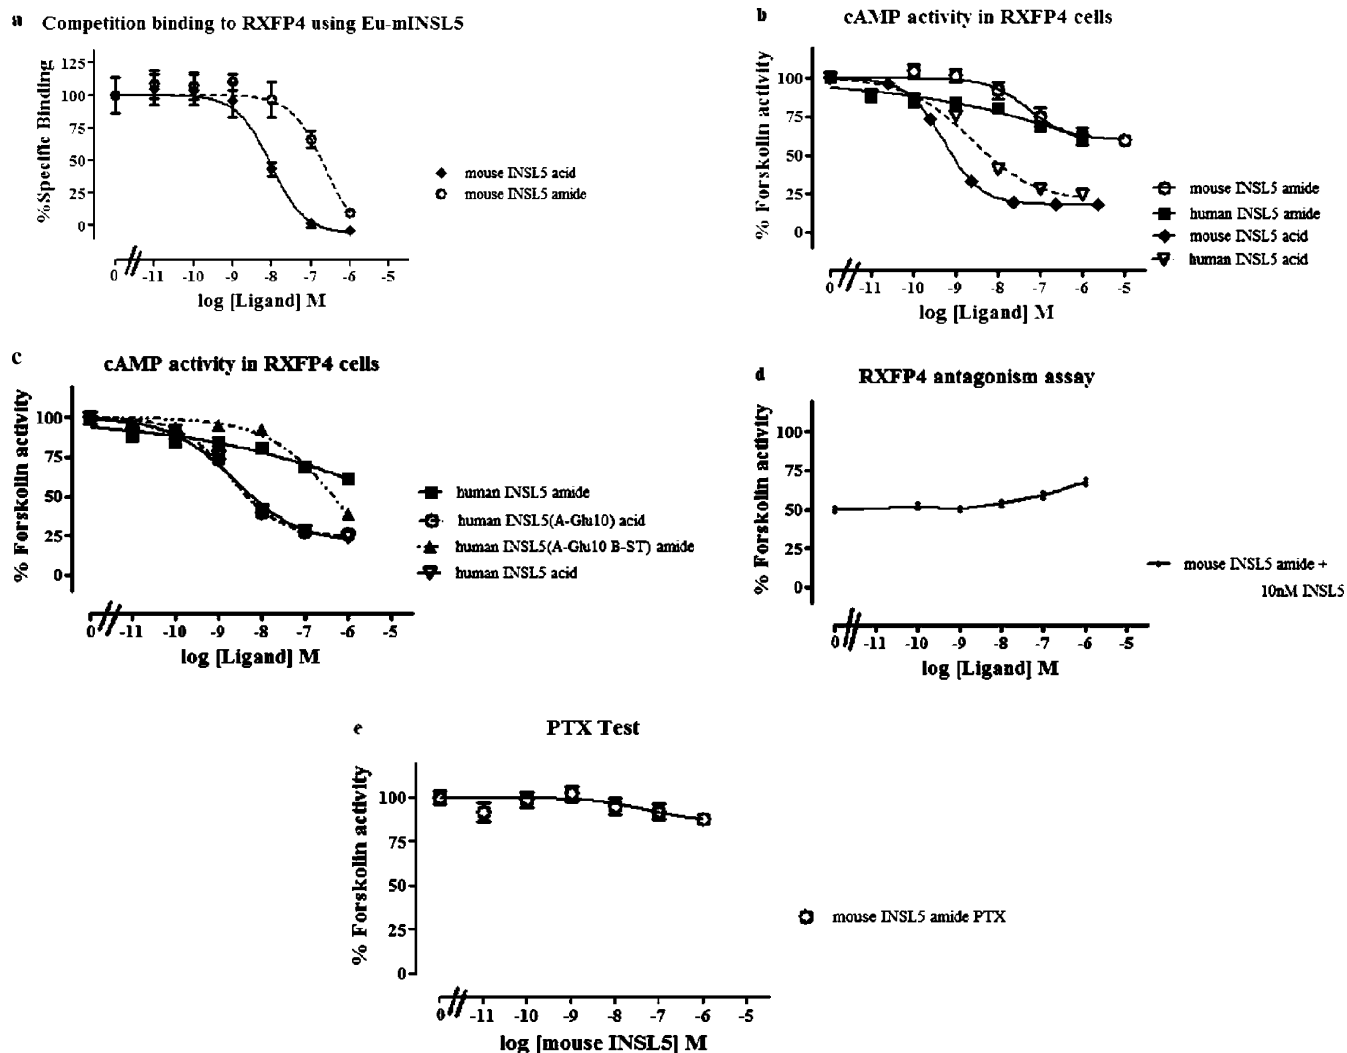 a Competition binding to RXFP4 using Eu-mINSL5
%Specific Binding
125
100
75
50
25
0
0 -11 -10 -9 -8 -7 -6 -5
log [Ligand] M
mouse INSL5 acid
mouse INSL5 amide
b cAMP activity in RXFP4 cells
% Forskolin activity
100
75
50
25
0
0 -11 -10 -9 -8 -7 -6 -5
log [Ligand] M
mouse INSL5 amide
human INSL5 amide
mouse INSL5 acid
human INSL5 acid
c cAMP activity in RXFP4 cells
% Forskolin activity
100
75
50
25
0
0 -11 -10 -9 -8 -7 -6 -5
log [Ligand] M
human INSL5 amide
human INSL5(A-Glu10) acid
human INSL5(A-Glu10 B-ST) amide
human INSL5 acid
d RXFP4 antagonism assay
% Forskolin activity
100
75
50
25
0
0 -11 -10 -9 -8 -7 -6 -5
log [Ligand] M
mouse INSL5 amide +
10nM INSL5
e PTX Test
% Forskolin activity
100
75
50
25
0
0 -11 -10 -9 -8 -7 -6 -5
log [mouse INSL5] M
mouse INSL5 amide PTX